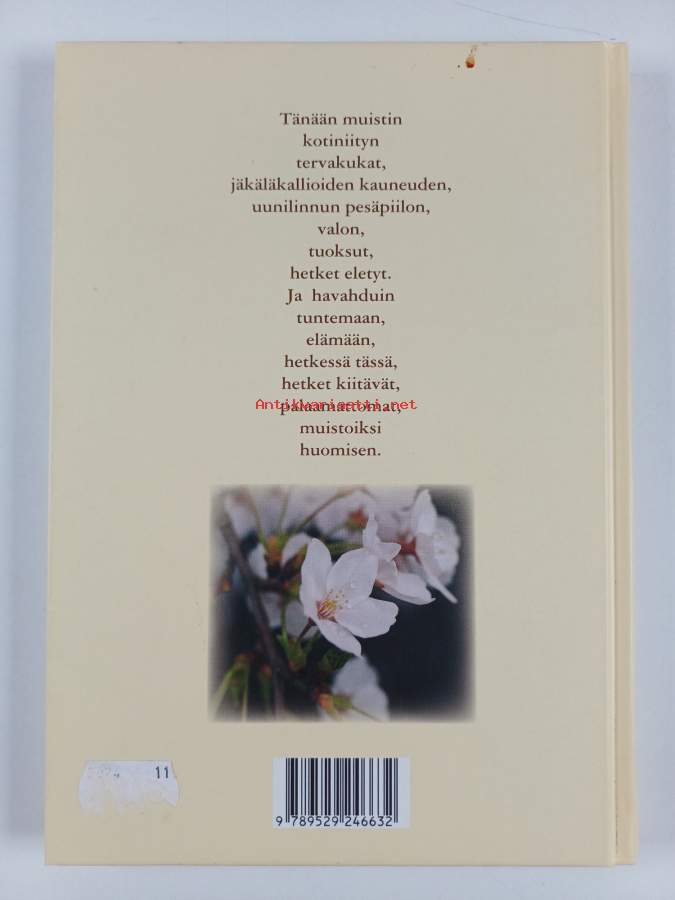 Tänään muistin
kotiniityn
tervakukat,
jäkäläkallioiden kauneuden,
uunilinnun pesäpiilon,
valon,
tuoksut,
hetket eletyt.
Ja havahduin
tuntemaan,
elämään,
hetkessä tässä,
hetket kiitävät,
palaamattomat,
Antikvariaatti.net
muistoiksi
huomisen.
11
9 789529 246632